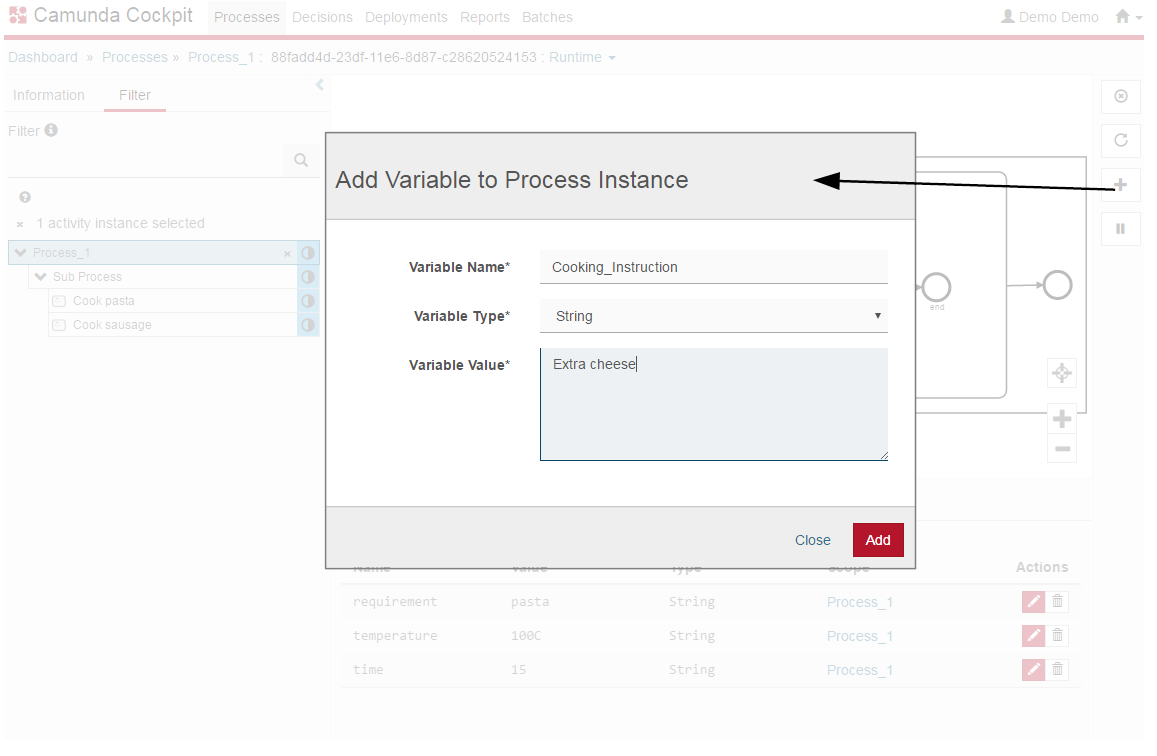 Camunda Cockpit Processes Decisions Deployments Reports Batches Demo Demo
Dashboard » Processes » Process_1 : 88fadd4d-23df-11e6-8d87-c28620524153 : Runtime
Information Filter
Filter
1 activity instance selected
Process_1
Sub Process
Cook pasta
Cook sausage
Add Variable to Process Instance
Variable Name* Cooking_Instruction
Variable Type* String
Variable Value* Extra cheese
Close Add
end
Name Value Type Scope Actions
requirement pasta String Process_1
temperature 100C String Process_1
time 15 String Process_1